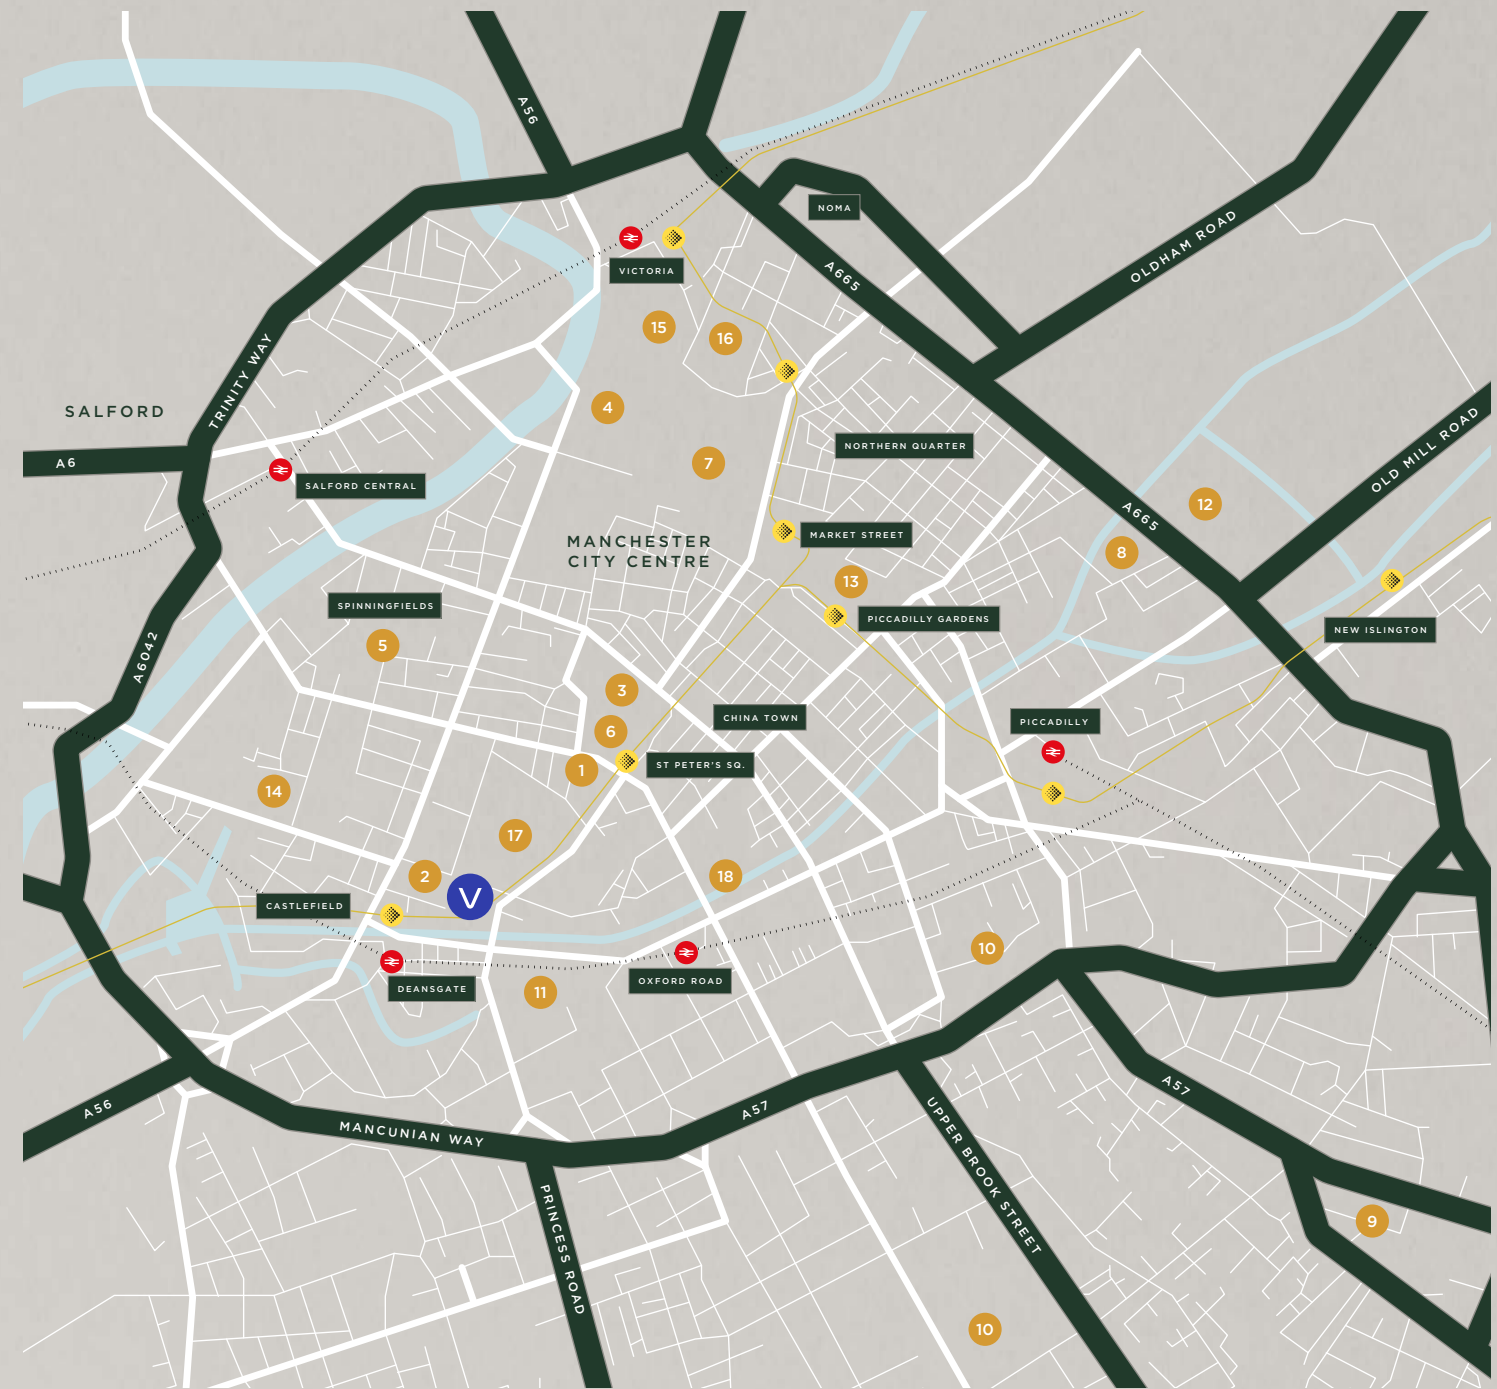 A56
NOMA
OLDHAM ROAD
VICTORIA
A665
15
16
TRINITY WAY
SALFORD
4
OLD MILL ROAD
NORTHERN QUARTER
A6
7
SALFORD CENTRAL
12
A665
MARKET STREET
MANCHESTER
CITY CENTRE
8
13
SPINNINGFIELDS
PICCADILLY GARDENS
NEW ISLINGTON
5
A6042
3
CHINA TOWN
PICCADILLY
6
ST PETER'S SQ.
1
14
17
2
18
V
CASTLEFIELD
10
OXFORD ROAD
DEANSGATE
11
A57
A56
A57
MANCUNIAN WAY
UPPER BROOK STREET
PRINCESS ROAD
9
10